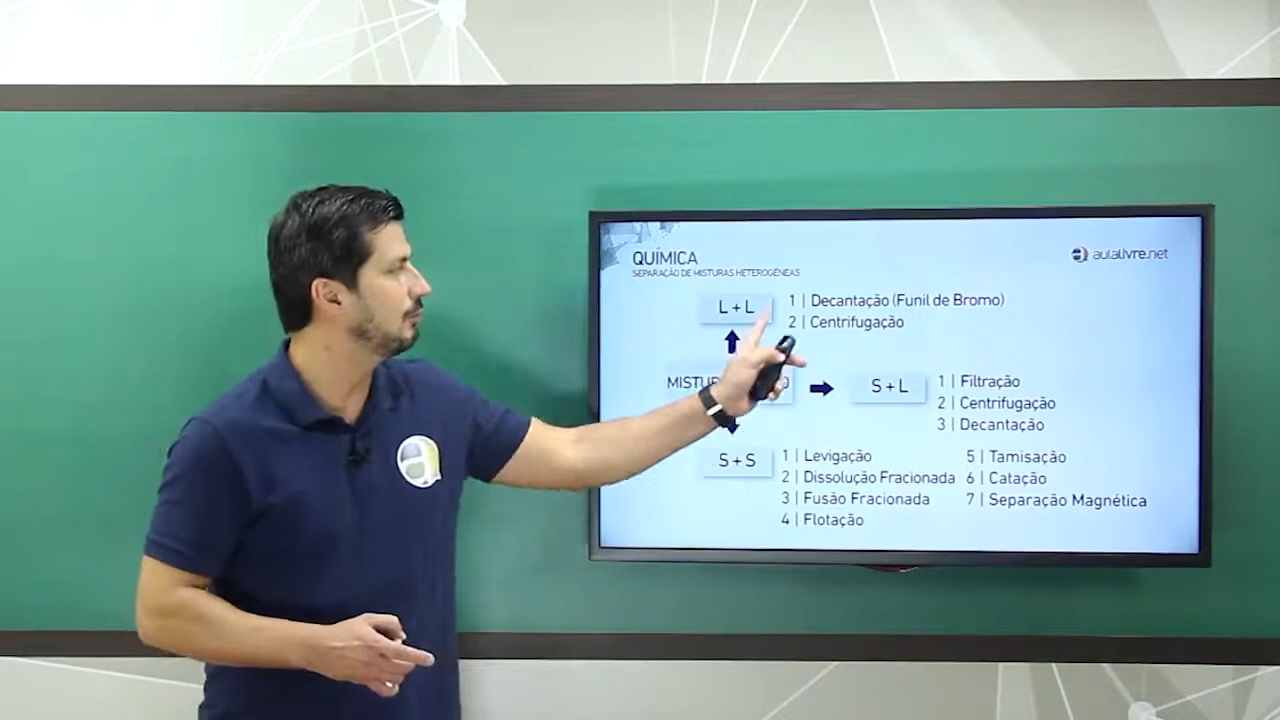 QUÍMICA
SEPARAÇÃO DE MISTURAS HETEROGÊNEAS
aulalivre.net
L + L
1 | Decantação (Funil de Bromo)
2 | Centrifugação
S + L
1 | Filtração
2 | Centrifugação
3 | Decantação
S + S
1 | Levigação
2 | Dissolução Fracionada
3 | Fusão Fracionada
4 | Flotação
5 | Tamisação
6 | Catação
7 | Separação Magnética